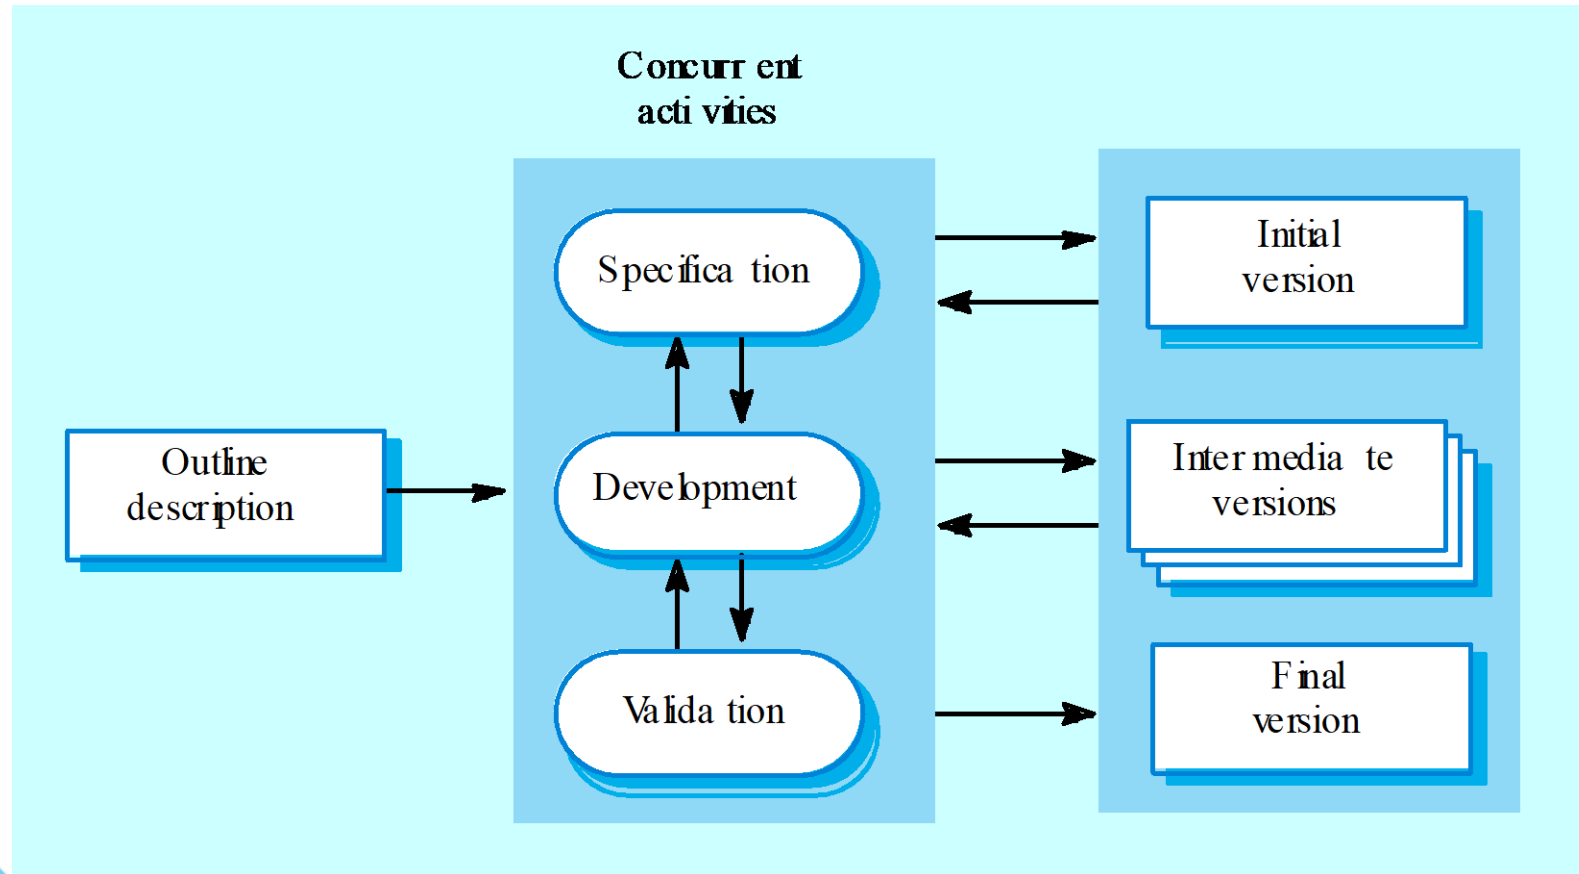 Concurrent
activities
Specification
Initial
version
Outline
description
Development
Intermediate
versions
Validation
Final
version